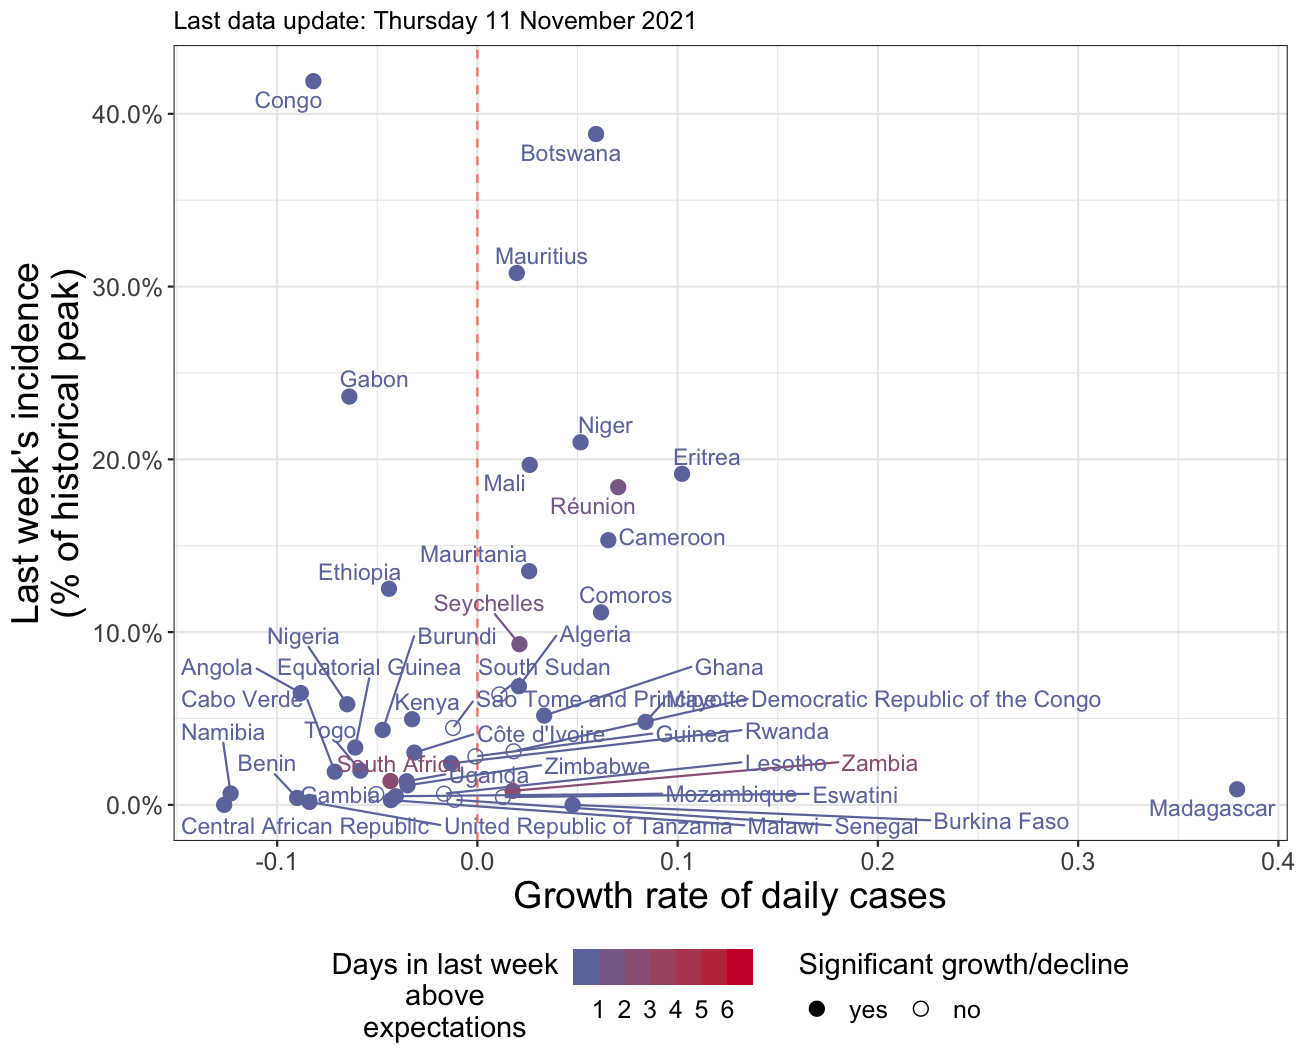 Last data update: Thursday 11 November 2021
Last week's incidence
(% of historical peak)
40.0%
30.0%
20.0%
10.0%
0.0%
Congo
Botswana
Mauritius
Gabon
Niger
Eritrea
Mali
Réunion
Cameroon
Mauritania
Ethiopia
Comoros
Seychelles
Nigeria
Burundi
Algeria
Angola
Equatorial Guinea
South Sudan
Ghana
Cabo Verde
Kenya
Sao Tome and Principe
Mayotte
Democratic Republic of the Congo
Namibia
Togo
Côte d'Ivoire
Guinea
Rwanda
Benin
South Africa
Uganda
Zimbabwe
Lesotho
Zambia
Gambia
Mozambique
Eswatini
Madagascar
Central African Republic
United Republic of Tanzania
Malawi
Senegal
Burkina Faso
-0.1
0.0
0.1
0.2
0.3
0.4
Growth rate of daily cases
Days in last week
above
expectations
1 2 3 4 5 6
Significant growth/decline
yes
no